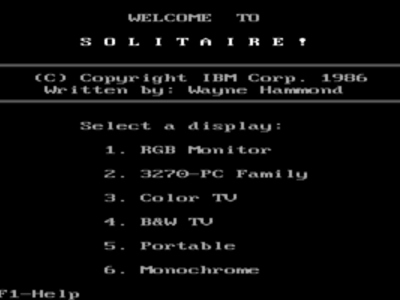 WELCOME TO
SOLITAIRE!
(C) Copyright IBM Corp. 1986
Written by: Wayne Hammond
Select a display:
1. RGB Monitor
2. 3270-PC Family
3. Color TV
4. B&W TV
5. Portable
6. Monochrome
F1-Help